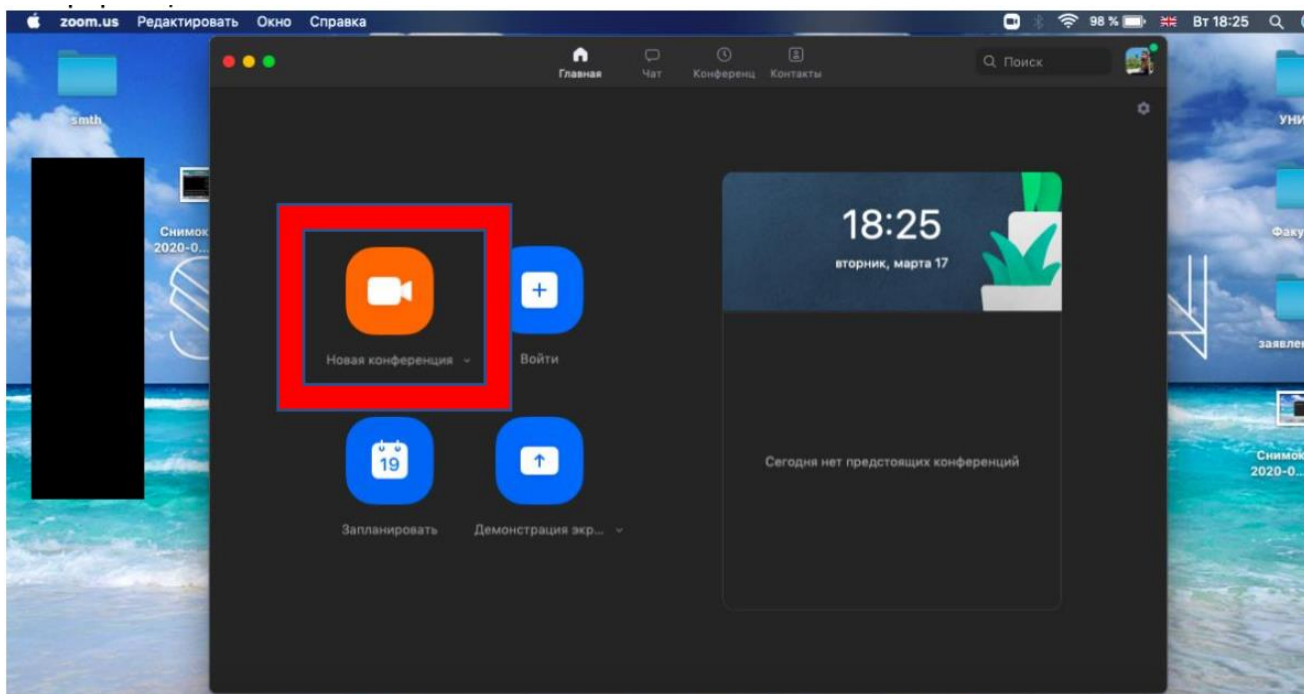 zoom.us Редактировать Окно Справка 98 % Вт 18:25
Главная Чат Конференц Контакты Поиск
smth
Снимок
2020-0...
18:25
вторник, марта 17
Новая конференция
Войти
19
Запланировать
Демонстрация экр...
Сегодня нет предстоящих конференций
УНИ
Факу
заявле
Снимок
2020-0...